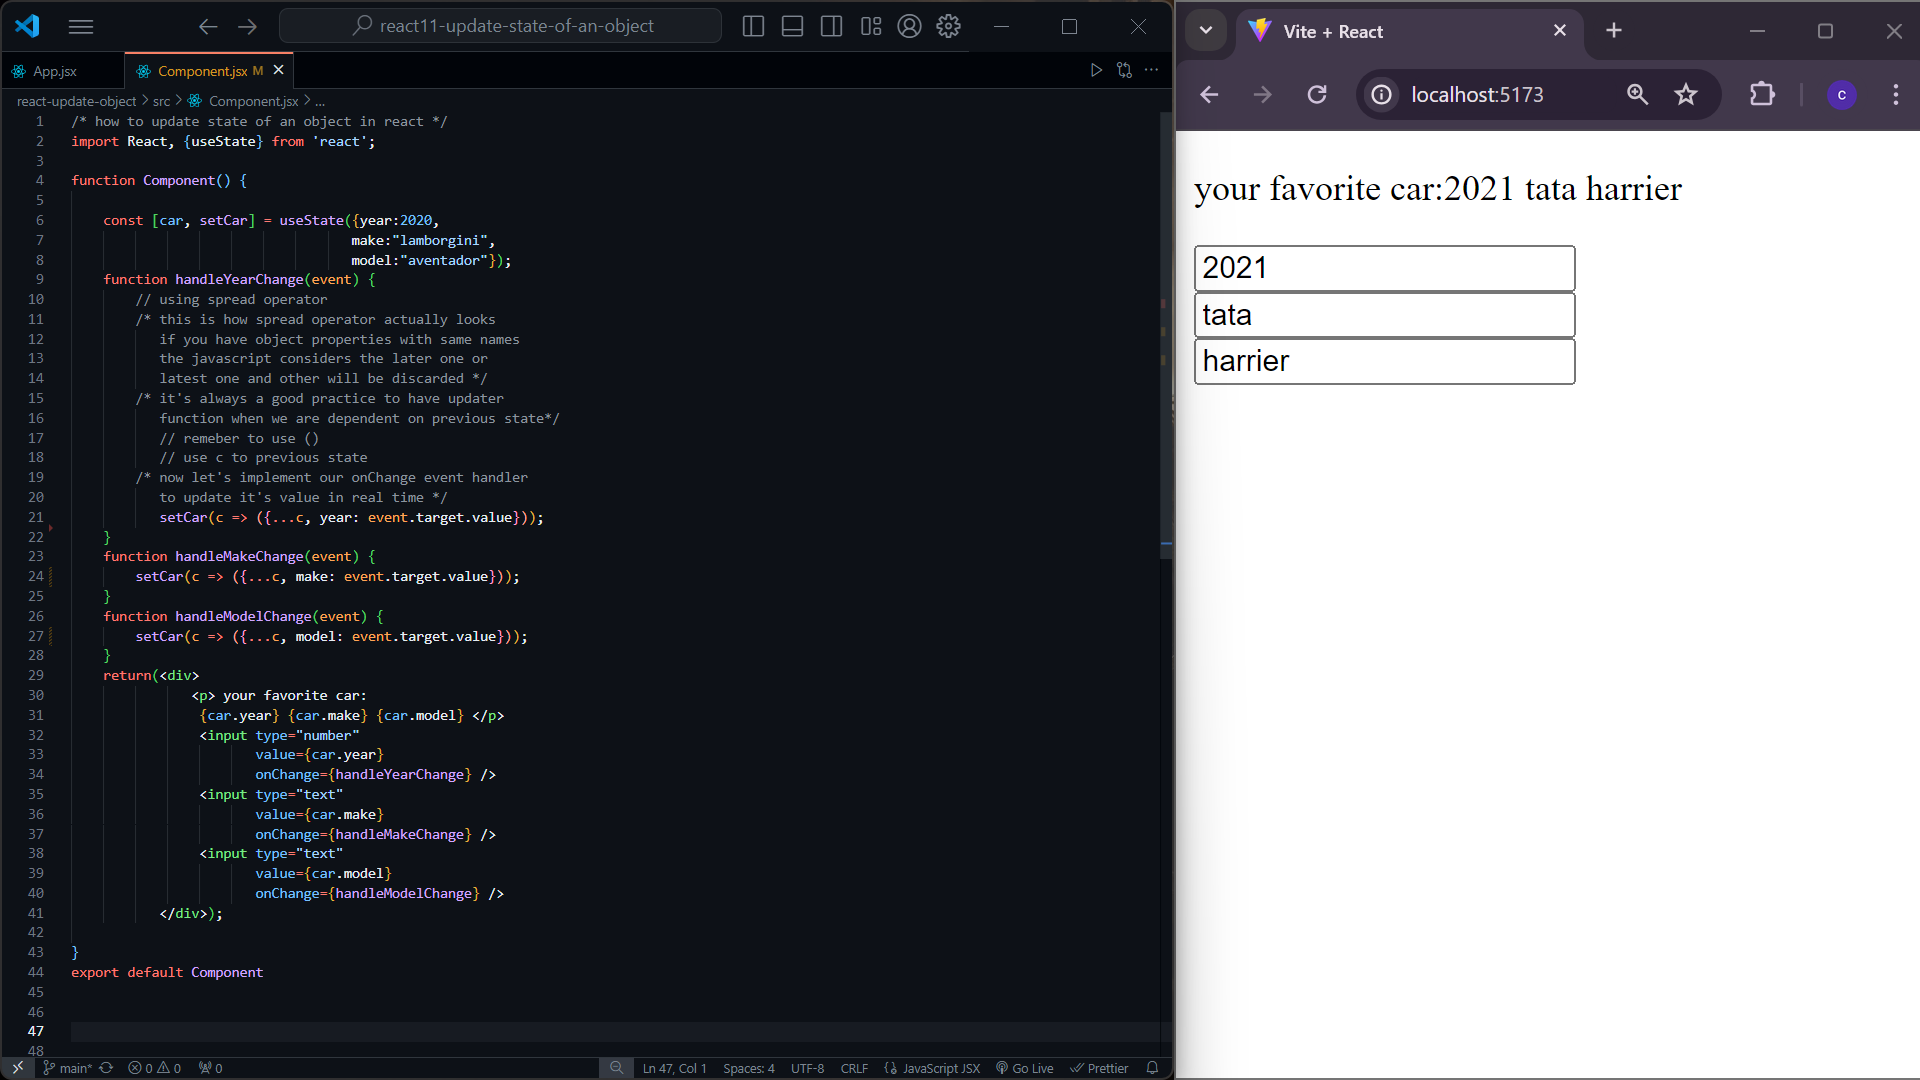 react11-update-state-of-an-object
App.jsx
Component.jsx M
react-update-object > src > Component.jsx > ...
1 /* how to update state of an object in react */
2 import React, {useState} from 'react';
3
4 function Component() {
5
6 const [car, setCar] = useState({year:2020,
7 make:"lamborgini",
8 model:"aventador"});
9 function handleYearChange(event) {
10 // using spread operator
11 /* this is how spread operator actually looks
12 if you have object properties with same names
13 the javascript considers the later one or
14 latest one and other will be discarded */
15 /* it's always a good practice to have updater
16 function when we are dependent on previous state*/
17 // remeber to use ()
18 // use c to previous state
19 /* now let's implement our onChange event handler
20 to update it's value in real time */
21 setCar(c => ({...c, year: event.target.value}));
22 }
23 function handleMakeChange(event) {
24 setCar(c => ({...c, make: event.target.value}));
25 }
26 function handleModelChange(event) {
27 setCar(c => ({...c, model: event.target.value}));
28 }
29 return(<div>
30 <p> your favorite car:
31 {car.year} {car.make} {car.model} </p>
32 <input type="number"
33 value={car.year}
34 onChange={handleYearChange} />
35 <input type="text"
36 value={car.make}
37 onChange={handleMakeChange} />
38 <input type="text"
39 value={car.model}
40 onChange={handleModelChange} />
41 </div>);
42
43 }
44 export default Component
45
46
47
48
main* 0 0 0 Ln 47, Col 1 Spaces: 4 UTF-8 CRLF JavaScript JSX Go Live Prettier
Vite + React
localhost:5173
c
your favorite car:2021 tata harrier
2021
tata
harrier